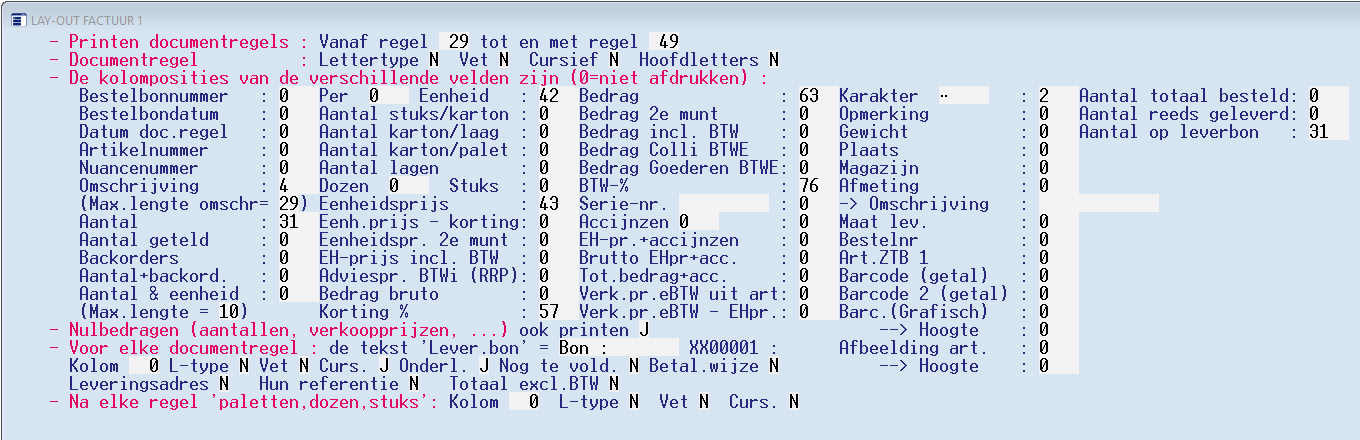 LAY-OUT FACTUUR 1
- Printen documentregels : Vanaf regel 29 tot en met regel 49
- Documentregel : Lettertype N Vet N Cursief N Hoofdletters N
- De kolomposities van de verschillende velden zijn (0=niet afdrukken) :
Bestelbonnummer : 0 Per 0 Eenheid : 42 Bedrag : 63 Karakter ·· : 2 Aantal totaal besteld: 0
Bestelbondatum : 0 Aantal stuks/karton : 0 Bedrag 2e munt : 0 Opmerking : 0 Aantal reeds geleverd: 0
Datum doc.regel : 0 Aantal karton/laag : 0 Bedrag incl. BTW : 0 Gewicht : 0 Aantal op leverbon : 31
Artikelnummer : 0 Aantal karton/palet : 0 Bedrag Colli BTWE : 0 Plaats : 0
Nuancenummer : 0 Aantal lagen : 0 Bedrag Goederen BTWE: 0 Magazijn : 0
Omschrijving : 4 Dozen 0 Stuks : 0 BTW-% : 76 Afmeting : 0
(Max.lengte omschr= 29) Eenheidsprijs : 43 Serie-nr. : 0 -> Omschrijving :
Aantal : 31 Eenh.prijs - korting: 0 Accijnzen 0 : 0 Maat lev. : 0
Aantal geteld : 0 Eenheidspr. 2e munt : 0 EH-pr.+accijnzen : 0 Bestelnr : 0
Backorders : 0 EH-prijs incl. BTW : 0 Brutto EHpr+acc. : 0 Art.ZTB 1 : 0
Aantal+backord. : 0 Adviespr. BTWi (RRP): 0 Tot.bedrag+acc. : 0 Barcode (getal) : 0
Aantal & eenheid : 0 Bedrag bruto : 0 Verk.pr.eBTW uit art: 0 Barcode 2 (getal) : 0
(Max.lengte = 10) Korting % : 57 Verk.pr.eBTW - EHpr.: 0 Barc.(Grafisch) : 0
- Nulbedragen (aantallen, verkoopprijzen, ...) ook printen J --> Hoogte : 0
- Voor elke documentregel : de tekst 'Lever.bon' = Bon : XX00001 : Afbeelding art. : 0
Kolom 0 L-type N Vet N Curs. J Onderl. J Nog te vold. N Betal.wijze N --> Hoogte : 0
Leveringsadres N Hun referentie N Totaal excl.BTW N
- Na elke regel 'paletten,dozen,stuks': Kolom 0 L-type N Vet N Curs. N